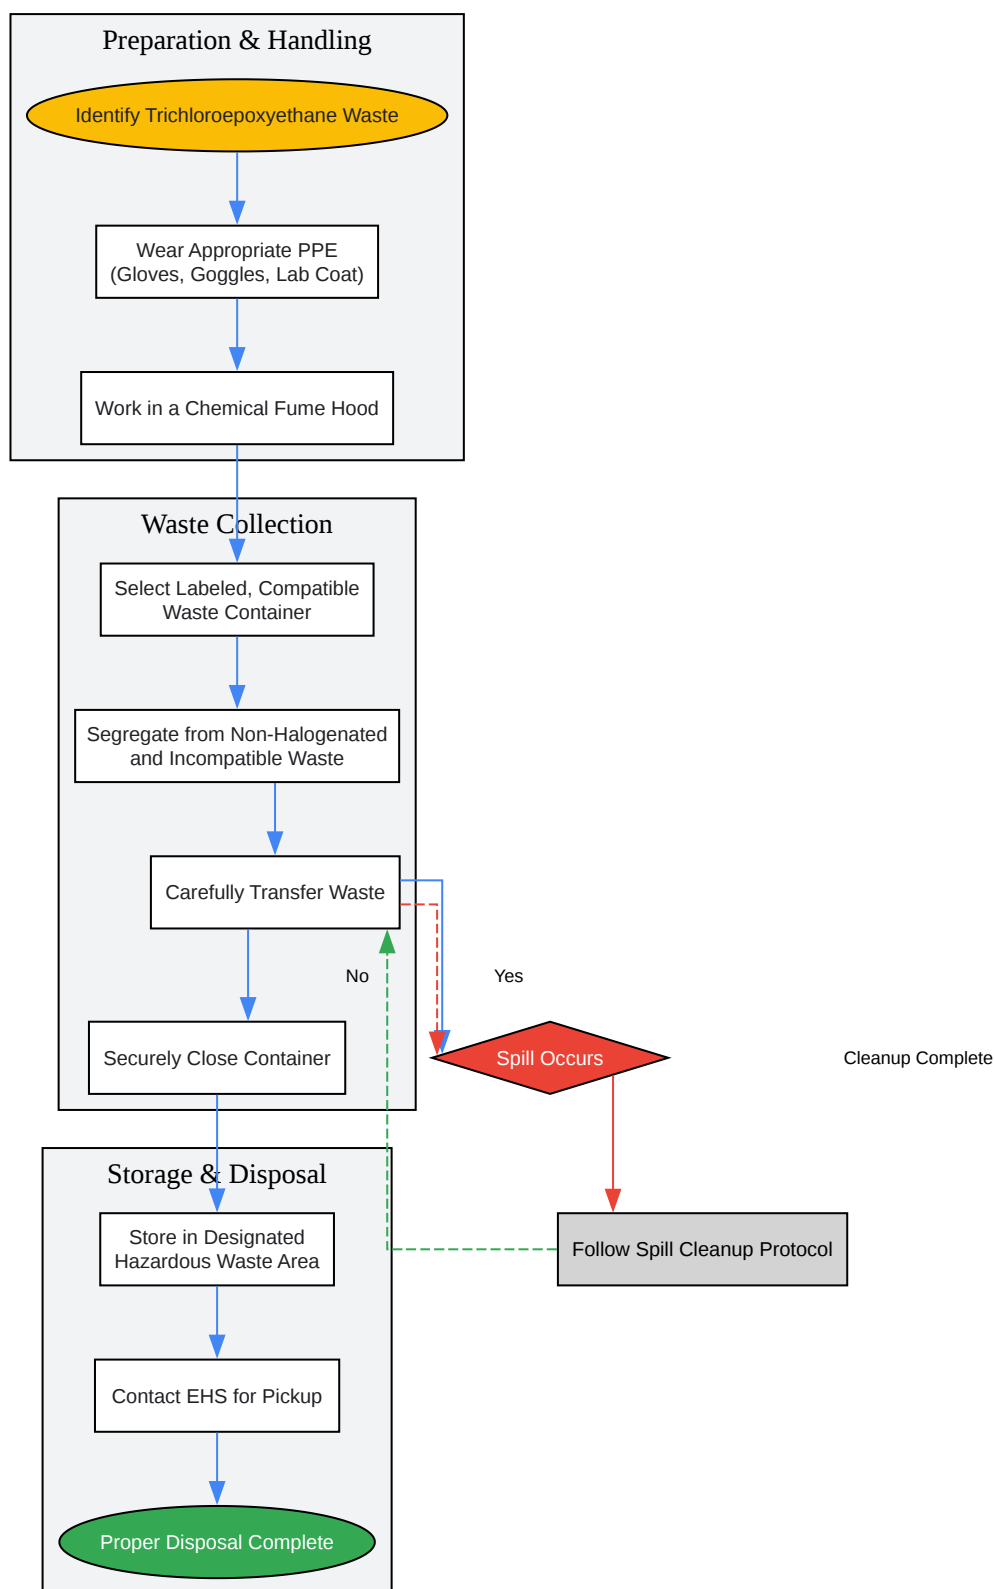 Preparation & Handling
Identify Trichloroepoxyethane Waste
Wear Appropriate PPE
(Gloves, Goggles, Lab Coat)
Work in a Chemical Fume Hood
Waste Collection
Select Labeled, Compatible
Waste Container
Segregate from Non-Halogenated
and Incompatible Waste
Carefully Transfer Waste
No
Yes
Securely Close Container
Spill Occurs
Cleanup Complete
Storage & Disposal
Store in Designated
Hazardous Waste Area
Follow Spill Cleanup Protocol
Contact EHS for Pickup
Proper Disposal Complete